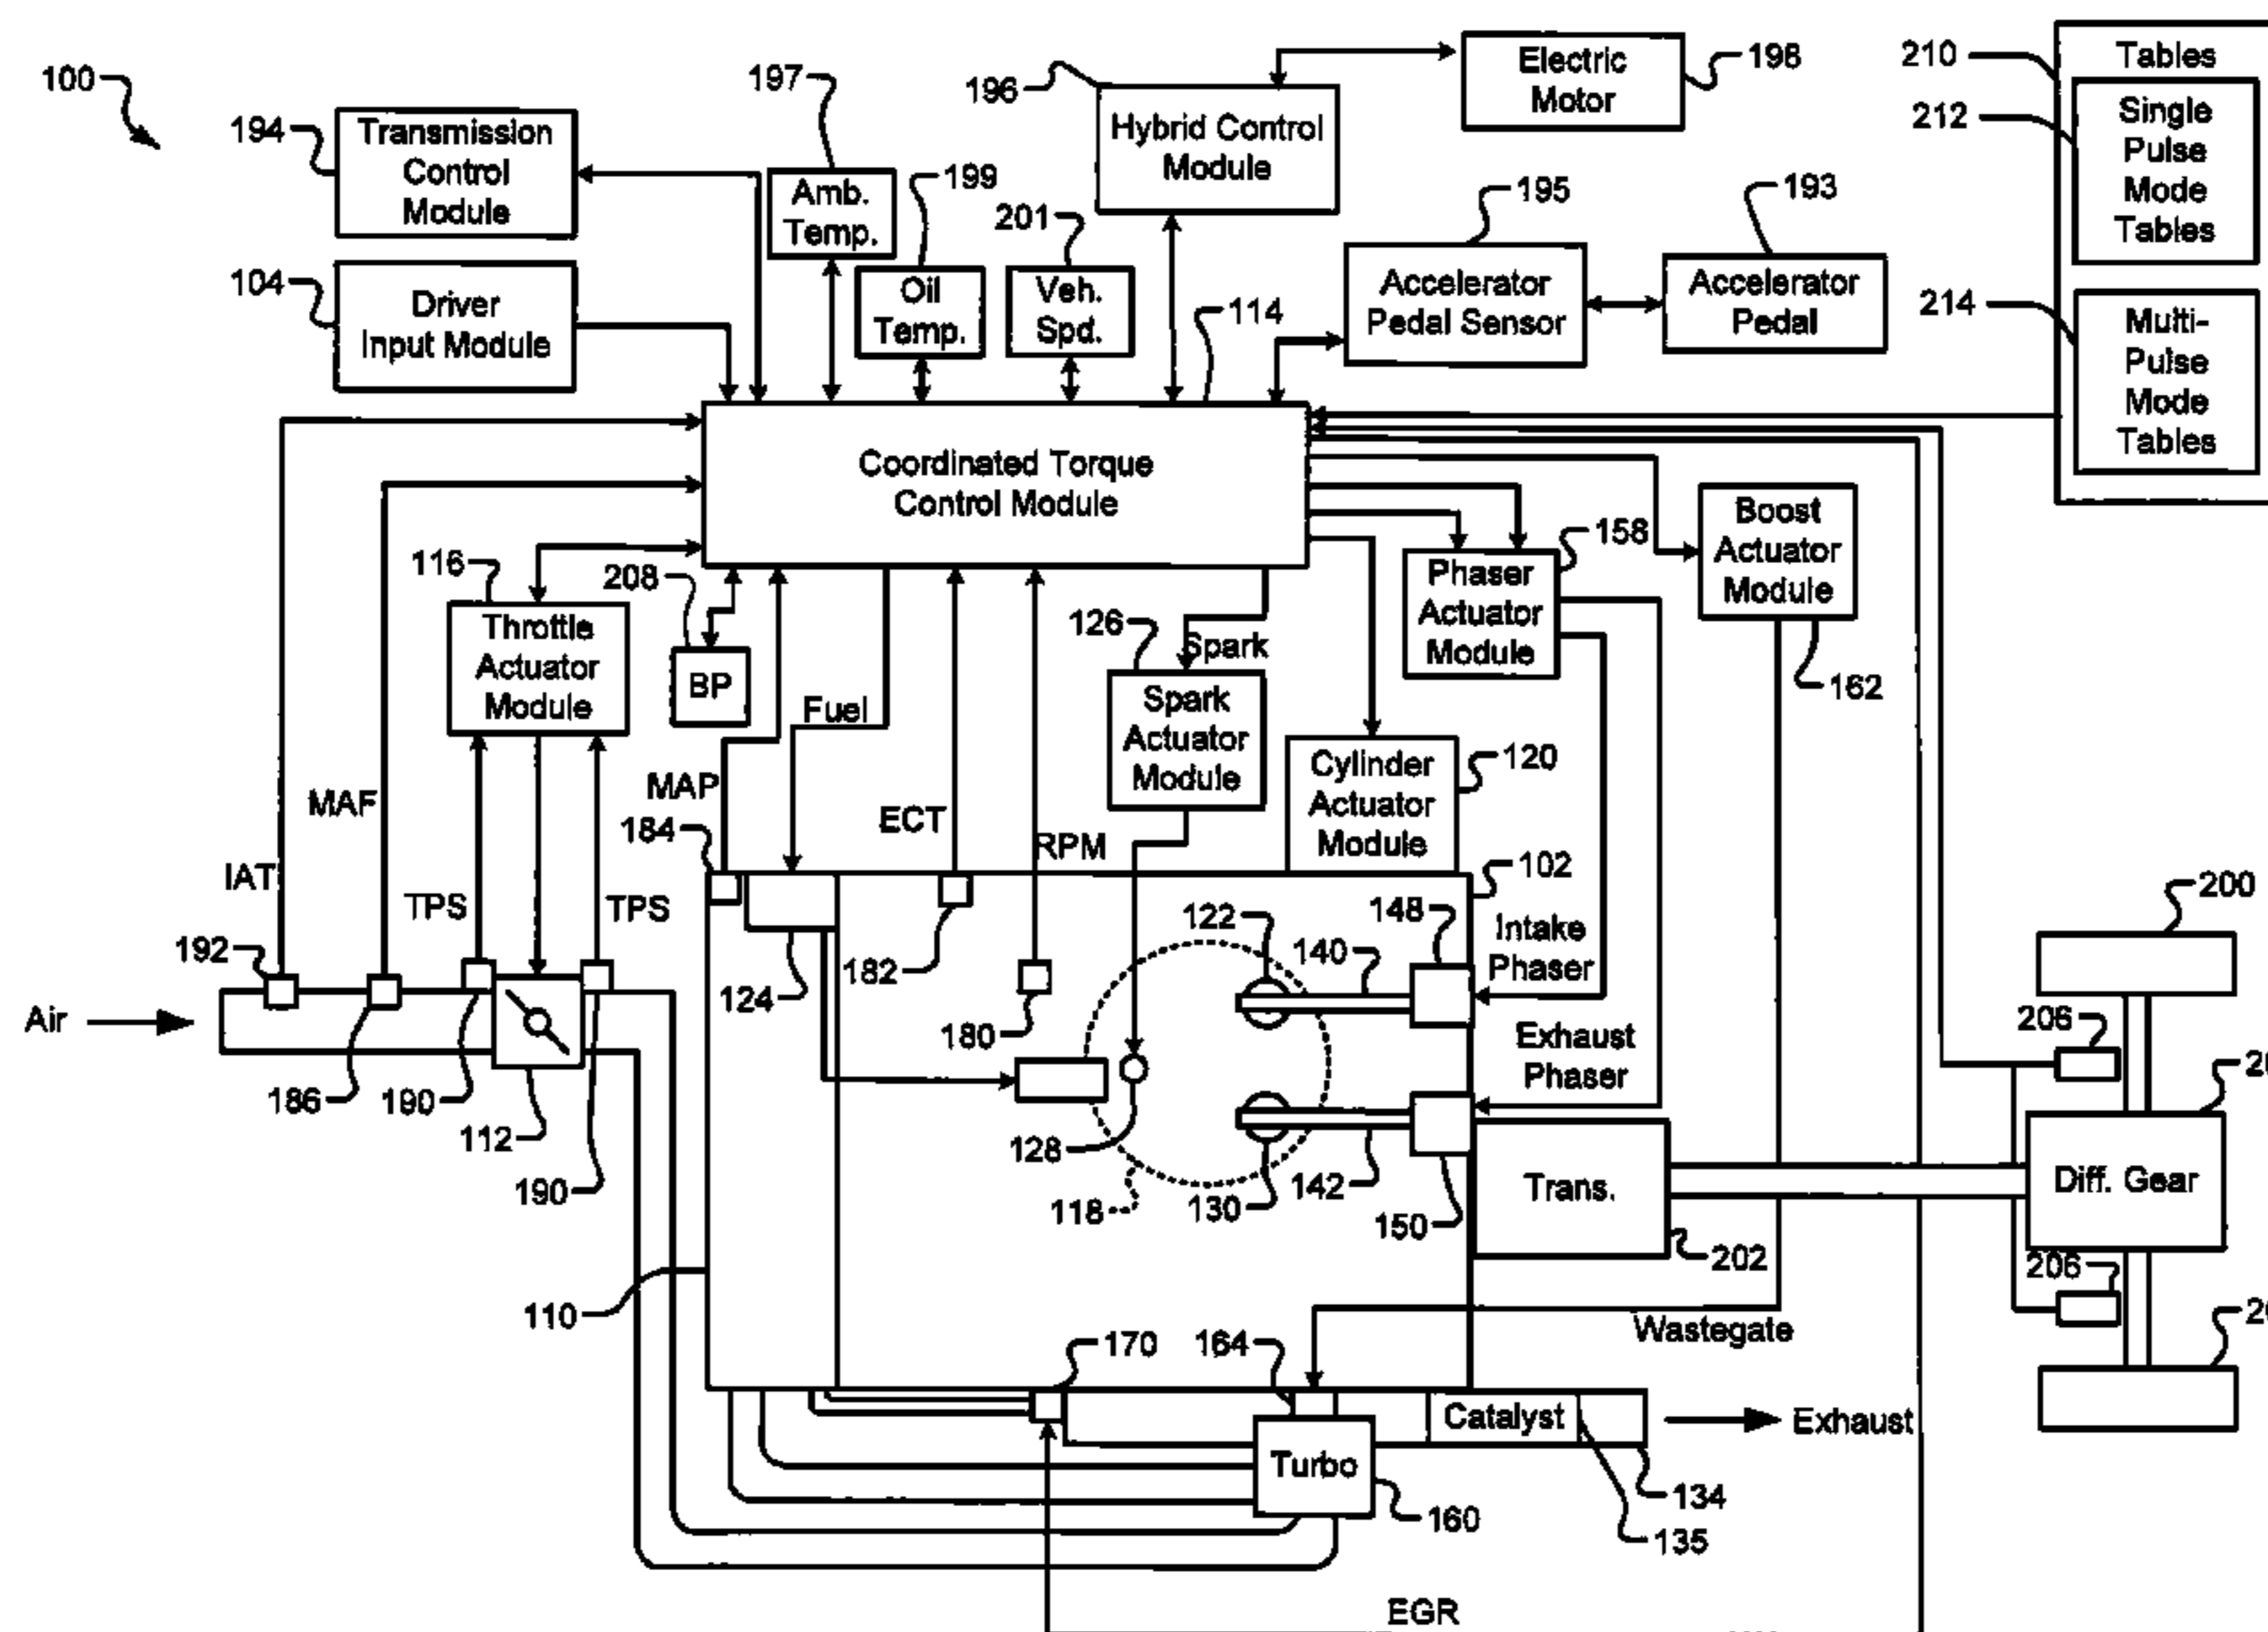 100
194
Transmission
Control
Module
104
Driver
Input Module
197
Amb.
Temp.
199
Oil
Temp.
201
Veh.
Spd.
196
Hybrid Control
Module
Electric
Motor
198
195
Accelerator
Pedal Sensor
193
Accelerator
Pedal
114
210
Tables
212
Single
Pulse
Mode
Tables
214
Multi-
Pulse
Mode
Tables
Coordinated Torque
Control Module
116
Throttle
Actuator
Module
208
BP
Fuel
126
Spark
Spark
Actuator
Module
158
Phaser
Actuator
Module
Boost
Actuator
Module
162
Cylinder
Actuator
Module
120
IAT
MAF
TPS
TPS
MAP
184
ECT
RPM
102
192
Air
186
190
112
190
124
182
180
122
140
148
Intake
Phaser
Exhaust
Phaser
128
118
130
142
150
Trans.
202
200
206
Diff. Gear
206
110
170
164
Wastegate
Catalyst
Exhaust
Turbo
160
134
135
EGR